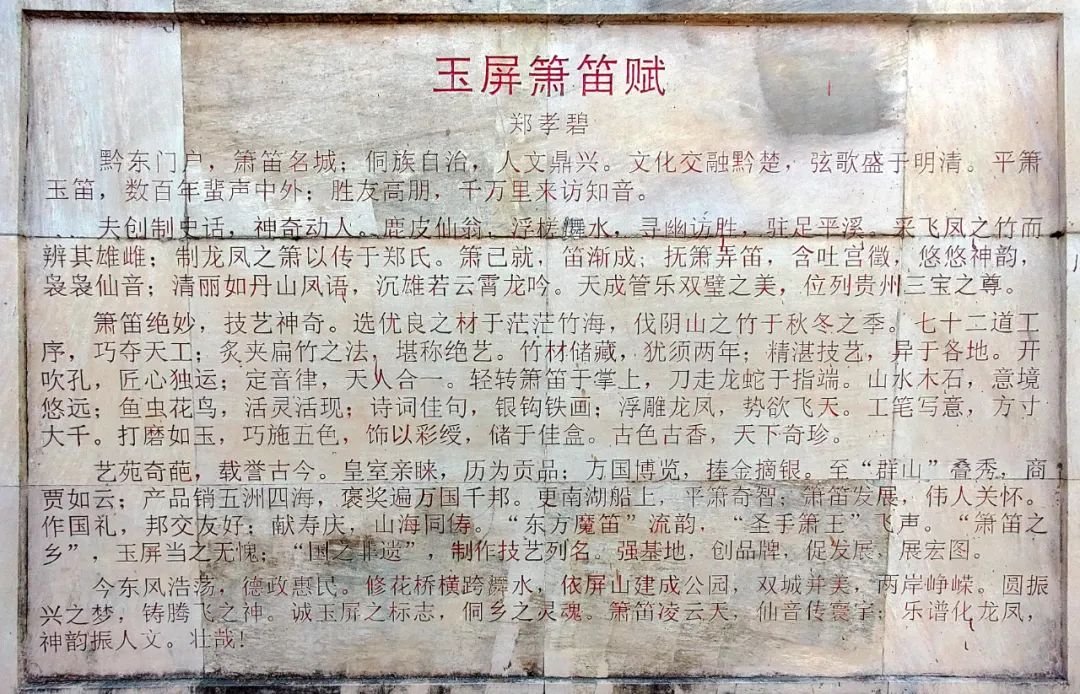 玉屏箫笛赋
郑孝碧
黔东门户，箫笛名城；侗族自治，人文鼎兴。文化交融黔楚，弦歌盛于明清。平箫
玉笛，数百年蜚声中外；胜友高朋，千万里来访知音。
夫创制史话，神奇动人。鹿皮仙翁，浮槎舞水，寻幽访胜，驻足平溪。采飞凤之竹而
辨其雄雌；制龙凤之箫以传于郑氏。箫已就，笛渐成；抚箫弄笛，含吐宫徵，悠悠神韵，
袅袅仙音；清丽如丹山凤语，沉雄若云霄龙吟。天成管乐双璧之美，位列贵州三宝之尊。
箫笛绝妙，技艺神奇。选优良之材于茫茫竹海，伐阴山之竹于秋冬之季。七十二道工
序，巧夺天工；炙夹扁竹之法，堪称绝艺。竹材储藏，犹须两年；精湛技艺，异于各地。开
吹孔，匠心独运；定音律，天人合一。轻转箫笛于掌上，刀走龙蛇于指端。山水木石，意境
悠远；鱼虫花鸟，活灵活现；诗词佳句，银钩铁画；浮雕龙凤，势欲飞天。工笔写意，方寸
大千。打磨如玉，巧施五色，饰以彩绶，储于佳盒。古色古香，天下奇珍。
艺苑奇葩，载誉古今。皇室亲睐，历为贡品；万国博览，捧金摘银。至“群山”叠秀，商
贾如云；产品销五洲四海，褒奖遍万国千邦。更南湖船上，平箫奇智；箫笛发展，伟人关怀。
作国礼，邦交友好；献寿庆，山海同俦。“东方魔笛”流韵，“圣手箫王”飞声。“箫笛之
乡”，玉屏当之无愧；“国之非遗”，制作技艺列名。强基地，创品牌，促发展，展宏图。
今东风浩荡，德政惠民。修花桥横跨舞水，依屏山建成公园，双城并美，两岸峥嵘。圆振
兴之梦，铸腾飞之神。诚玉屏之标志，侗乡之灵魂。箫笛凌云天，仙音传寰宇；乐谱化龙凤，
神韵振人文。壮哉！